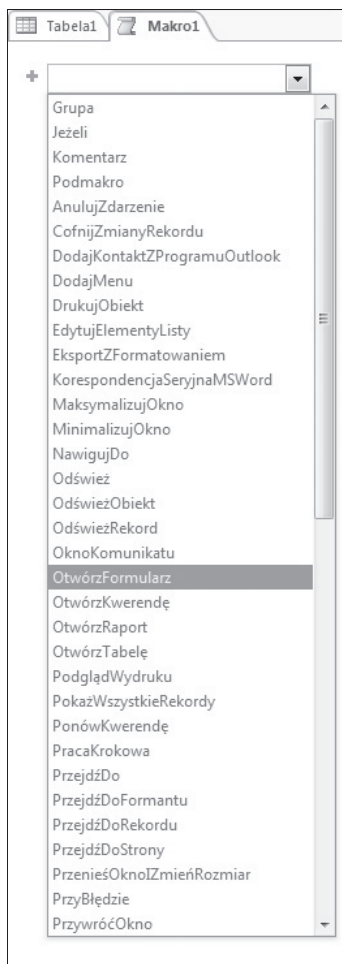 Tabela1 Makro1
Grupa
Jeżeli
Komentarz
Podmakro
AnulujZdarzenie
CofnijZmianyRekordu
DodajKontaktZProgramuOutlook
DodajMenu
DrukujObiekt
EdytujElementyListy
EksportZFormatowaniem
KorespondencjaSeryjnaMSWord
MaksymalizujOkno
MinimalizujOkno
NawigujDo
Odśwież
OdświeżObiekt
OdświeżRekord
OknoKomunikatu
OtwórzFormularz
OtwórzKwerendę
OtwórzRaport
OtwórzTabelę
PodglądWydruku
PokażWszystkieRekordy
PonówKwerendę
PracaKrokowa
PrzejdźDo
PrzejdźDoFormantu
PrzejdźDoRekordu
PrzejdźDoStrony
PrzenieśOknoIZmieńRozmiar
PrzyBłędzie
PrzywróćOkno